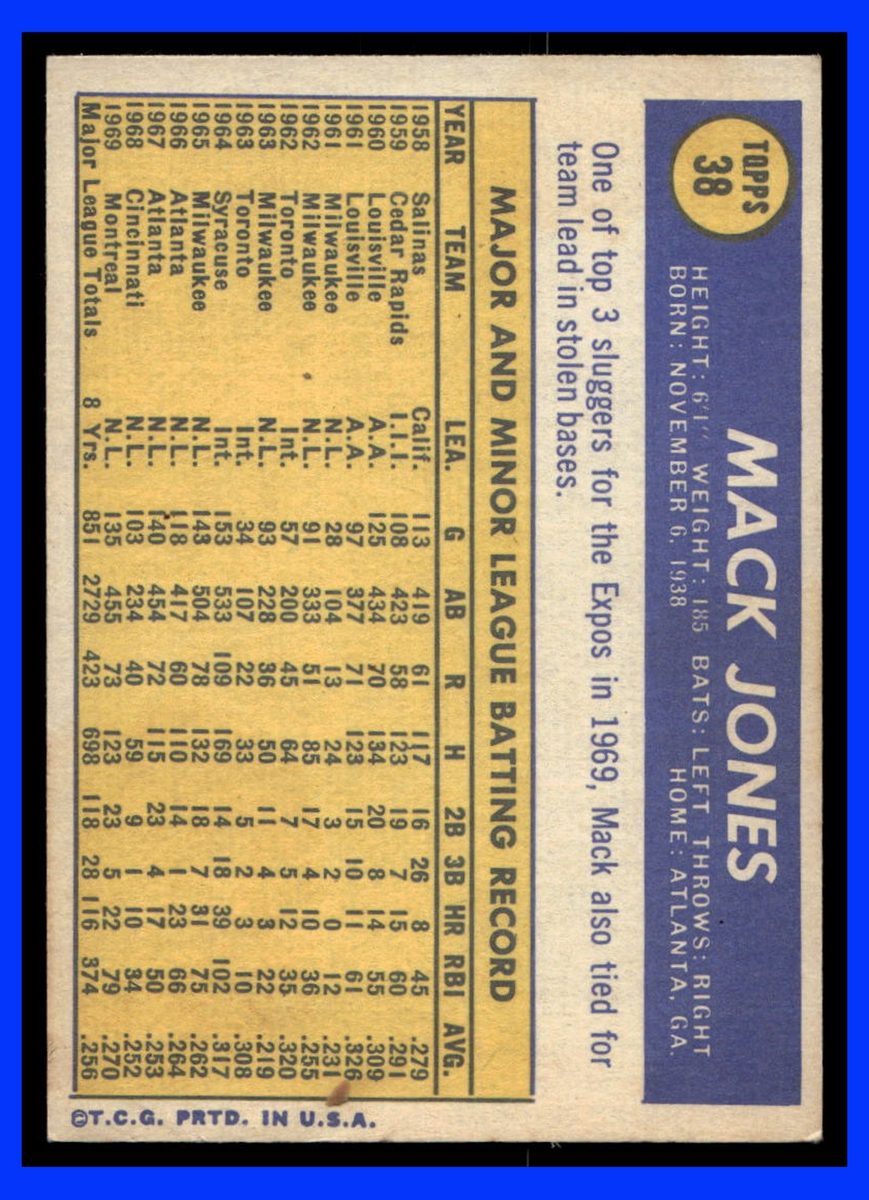 TOPPS
38
MACK JONES
HEIGHT: 6'1" WEIGHT: 185 BATS: LEFT THROWS: RIGHT
BORN: NOVEMBER 6, 1938 HOME: ATLANTA, GA.
One of top 3 sluggers for the Expos in 1969, Mack also tied for
team lead in stolen bases.
MAJOR AND MINOR LEAGUE BATTING RECORD
YEAR TEAM LEA. G AB R H 2B 3B HR RBI AVG.
1958 Salinas Calif. 113 419 61 117 16 26 8 45 .279
1959 Cedar Rapids I.I.I. 108 423 58 123 19 7 15 60 .291
1960 Louisville A.A. 125 434 70 134 20 8 14 55 .309
1961 Louisville A.A. 97 377 71 123 15 10 11 61 .326
1961 Milwaukee N.L. 28 104 13 24 3 2 0 12 .231
1962 Milwaukee N.L. 91 333 51 85 17 4 10 36 .255
1962 Toronto Int. 57 200 45 64 7 5 12 35 .320
1963 Milwaukee N.L. 93 228 36 50 11 4 3 22 .219
1963 Toronto Int. 34 107 22 33 5 2 3 10 .308
1964 Syracuse Int. 153 533 109 169 14 18 39 102 .317
1965 Milwaukee N.L. 143 504 78 132 18 7 31 75 .262
1966 Atlanta N.L. 118 417 60 110 14 1 23 66 .264
1967 Atlanta N.L. 140 454 72 115 23 4 17 50 .253
1968 Cincinnati N.L. 103 234 40 59 9 1 10 34 .252
1969 Montreal N.L. 135 455 73 123 23 5 22 79 .270
Major League Totals 8 Yrs. 851 2729 423 698 118 28 116 374 .256
©T.C.G. PRTD. IN U.S.A.